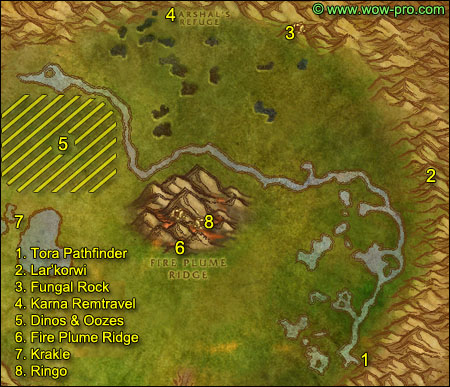 © www.wow-pro.com
4
ARSHAL'S
REFUGE
3
5
2
7
8
6
FIRE PLUME
RIDGE
1. Tora Pathfinder
2. Lar'korwi
3. Fungal Rock
4. Karna Remtravel
5. Dinos & Oozes
6. Fire Plume Ridge
7. Krakle
8. Ringo
1